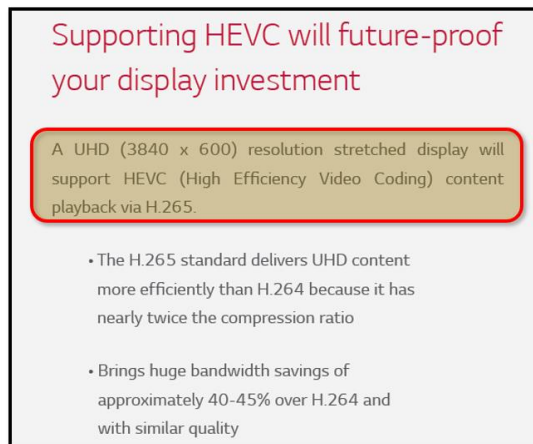 Supporting HEVC will future-proof
your display investment
A UHD (3840 x 600) resolution stretched display will
support HEVC (High Efficiency Video Coding) content
playback via H.265.
• The H.265 standard delivers UHD content
more efficiently than H.264 because it has
nearly twice the compression ratio
• Brings huge bandwidth savings of
approximately 40-45% over H.264 and
with similar quality